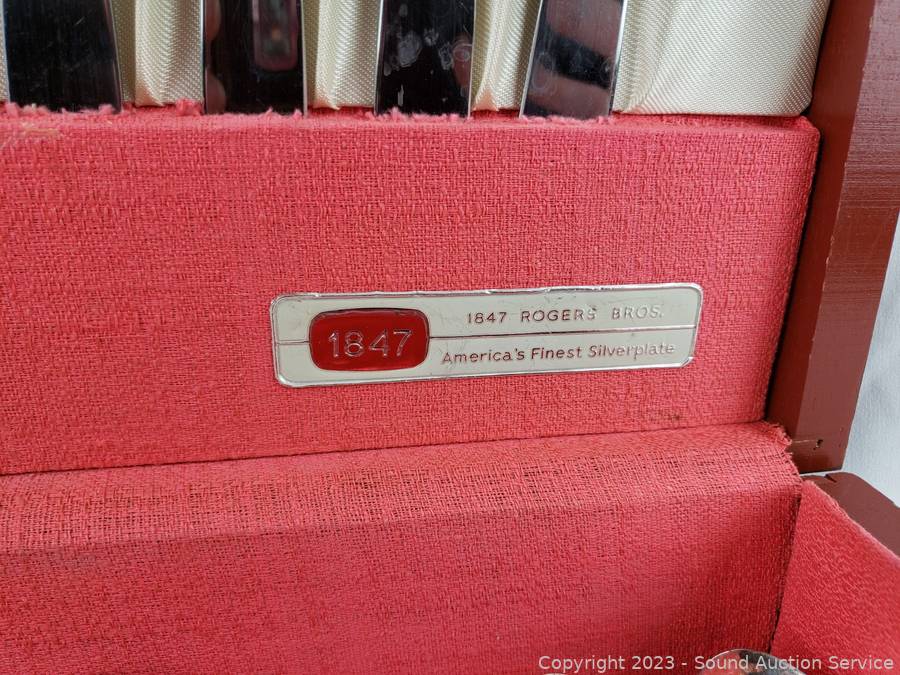 1847
1847 ROGERS BROS.
America's Finest Silverplate
Copyright 2023 - Sound Auction Service